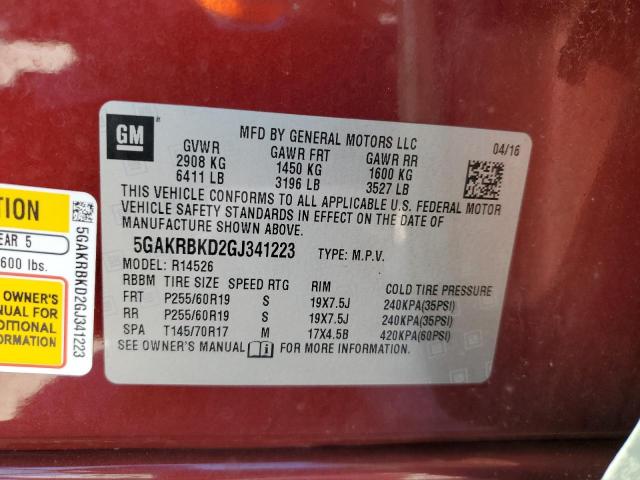 GM
MFD BY GENERAL MOTORS LLC
04/16
GVWR GAWR FRT GAWR RR
2908 KG 1450 KG 1600 KG
6411 LB 3196 LB 3527 LB
THIS VEHICLE CONFORMS TO ALL APPLICABLE U.S. FEDERAL MOTOR
VEHICLE SAFETY STANDARDS IN EFFECT ON THE DATE OF
MANUFACTURE SHOWN ABOVE.
5GAKRBKD2GJ341223 TYPE: M.P.V.
MODEL: R14526
RBBM TIRE SIZE SPEED RTG RIM COLD TIRE PRESSURE
FRT P255/60R19 S 19X7.5J 240KPA(35PSI)
RR P255/60R19 S 19X7.5J 240KPA(35PSI)
SPA T145/70R17 M 17X4.5B 420KPA(60PSI)
SEE OWNER'S MANUAL FOR MORE INFORMATION.
TION
EAR 5
600 lbs.
OWNER'S
MANUAL FOR
DDITIONAL
ORMATION
5GAKRBKD2GJ341223